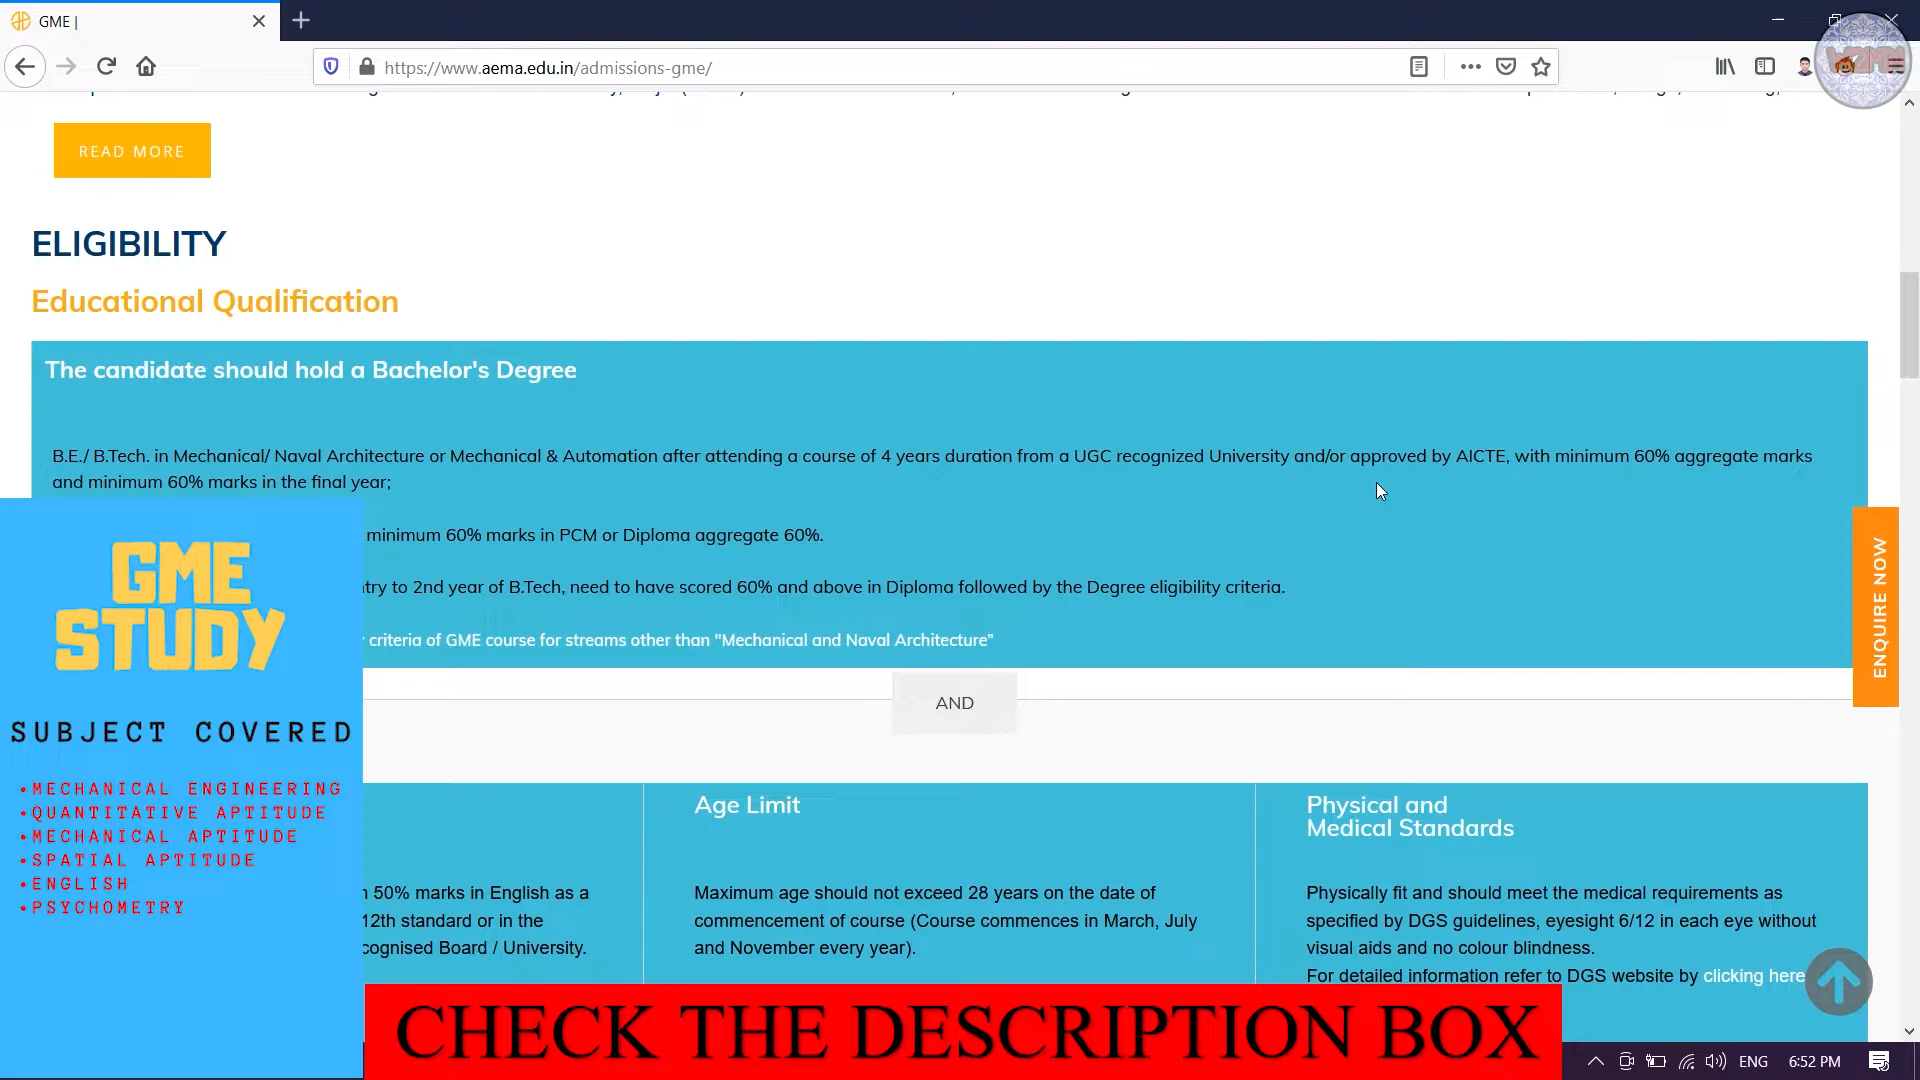 GME |
https://www.aema.edu.in/admissions-gme/
READ MORE
ELIGIBILITY
Educational Qualification
The candidate should hold a Bachelor's Degree
B.E./ B.Tech. in Mechanical/ Naval Architecture or Mechanical & Automation after attending a course of 4 years duration from a UGC recognized University and/or approved by AICTE, with minimum 60% aggregate marks
and minimum 60% marks in the final year;
minimum 60% marks in PCM or Diploma aggregate 60%.
to 2nd year of B.Tech, need to have scored 60% and above in Diploma followed by the Degree eligibility criteria.
criteria of GME course for streams other than "Mechanical and Naval Architecture"
ENQUIRE NOW
AND
GME
STUDY
SUBJECT COVERED
•MECHANICAL ENGINEERING
•QUANTITATIVE APTITUDE
•MECHANICAL APTITUDE
•SPATIAL APTITUDE
•ENGLISH
•PSYCHOMETRY
50% marks in English as a
12th standard or in the
Board / University.
Age Limit
Maximum age should not exceed 28 years on the date of
commencement of course (Course commences in March, July
and November every year).
Physical and
Medical Standards
Physically fit and should meet the medical requirements as
specified by DGS guidelines, eyesight 6/12 in each eye without
visual aids and no colour blindness.
For detailed information refer to DGS website by clicking here
CHECK THE DESCRIPTION BOX
ENG
6:52 PM